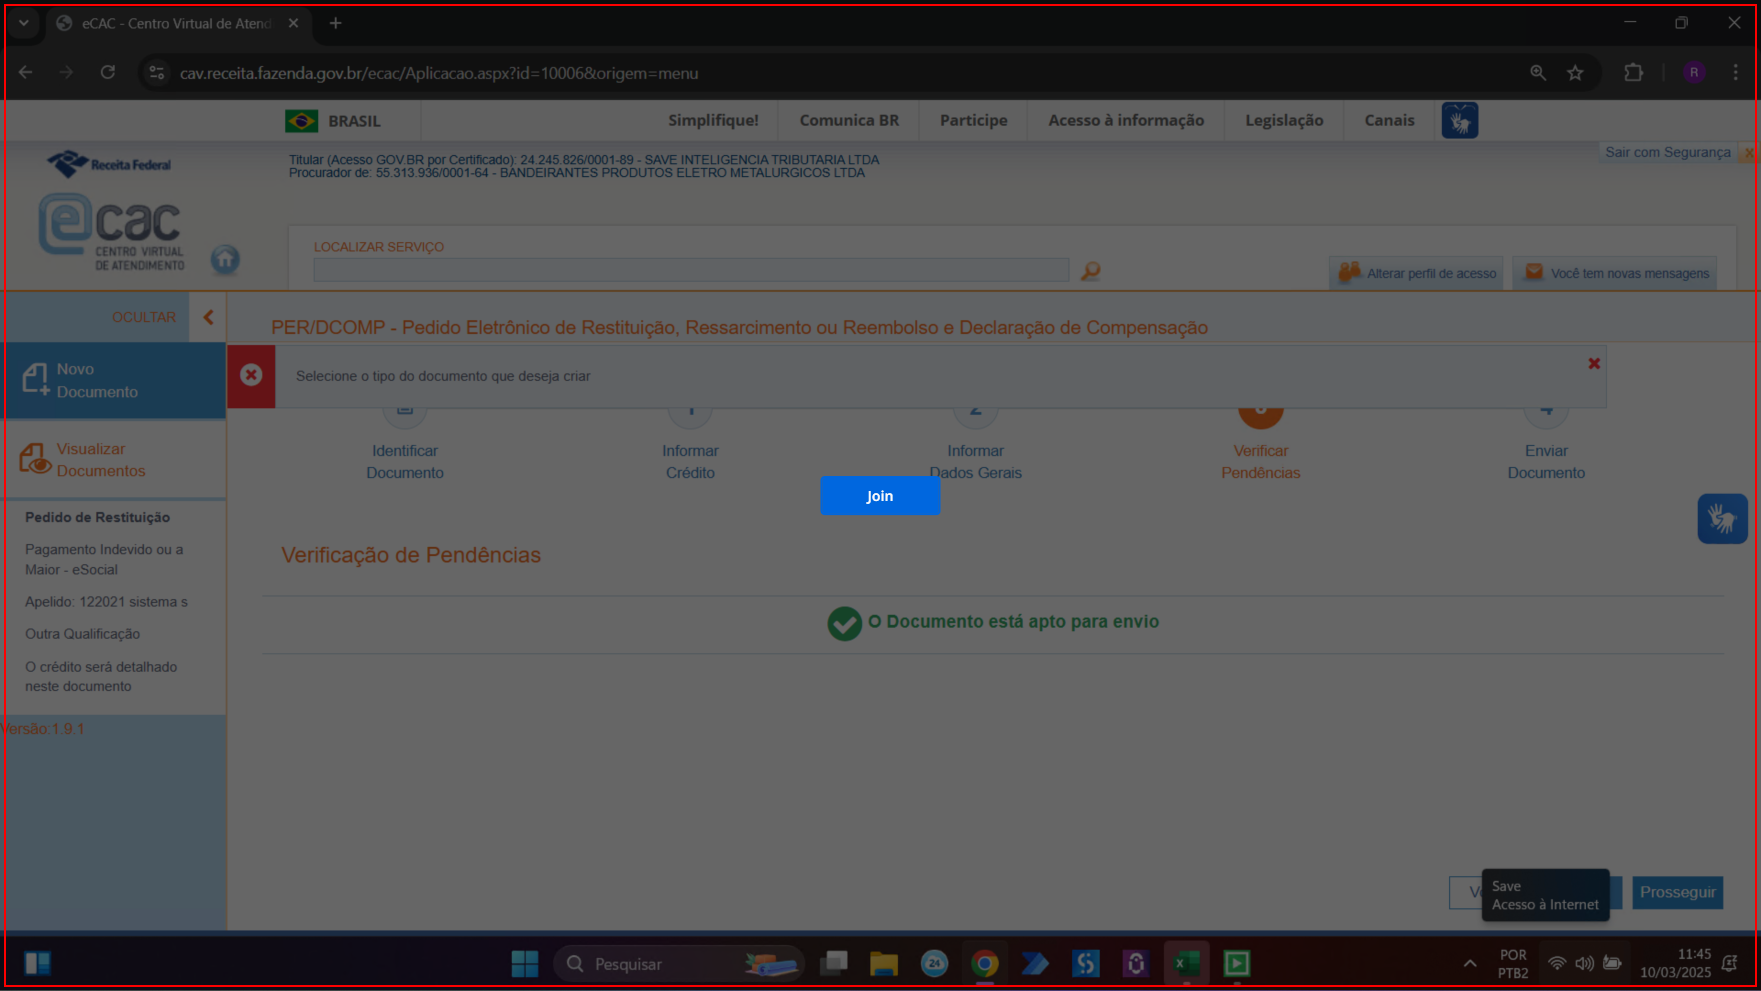 eCAC - Centro Virtual de Atend
cav.receita.fazenda.gov.br/ecac/Aplicacao.aspx?id=10006&origem=menu
R
BRASIL
Simplifique!
Comunica BR
Participe
Acesso à informação
Legislação
Canais
Receita Federal
Titular (Acesso GOV.BR por Certificado): 24.245.826/0001-89 - SAVE INTELIGENCIA TRIBUTARIA LTDA
Procurador de: 55.313.936/0001-64 - BANDEIRANTES PRODUTOS ELETRO METALURGICOS LTDA
Sair com Segurança
X
ecac
CENTRO VIRTUAL
DE ATENDIMENTO
LOCALIZAR SERVIÇO
Alterar perfil de acesso
Você tem novas mensagens
OCULTAR
PER/DCOMP - Pedido Eletrônico de Restituição, Ressarcimento ou Reembolso e Declaração de Compensação
Novo
Documento
Selecione o tipo do documento que deseja criar
Visualizar
Documentos
Identificar
Documento
Informar
Crédito
Informar
Dados Gerais
Verificar
Pendências
Enviar
Documento
Join
Pedido de Restituição
Pagamento Indevido ou a
Maior - eSocial
Apelido: 122021 sistema s
Outra Qualificação
O crédito será detalhado
neste documento
Versão:1.9.1
Verificação de Pendências
O Documento está apto para envio
Save
Acesso à Internet
Prosseguir
Pesquisar
24
POR
PTB2
11:45
10/03/2025